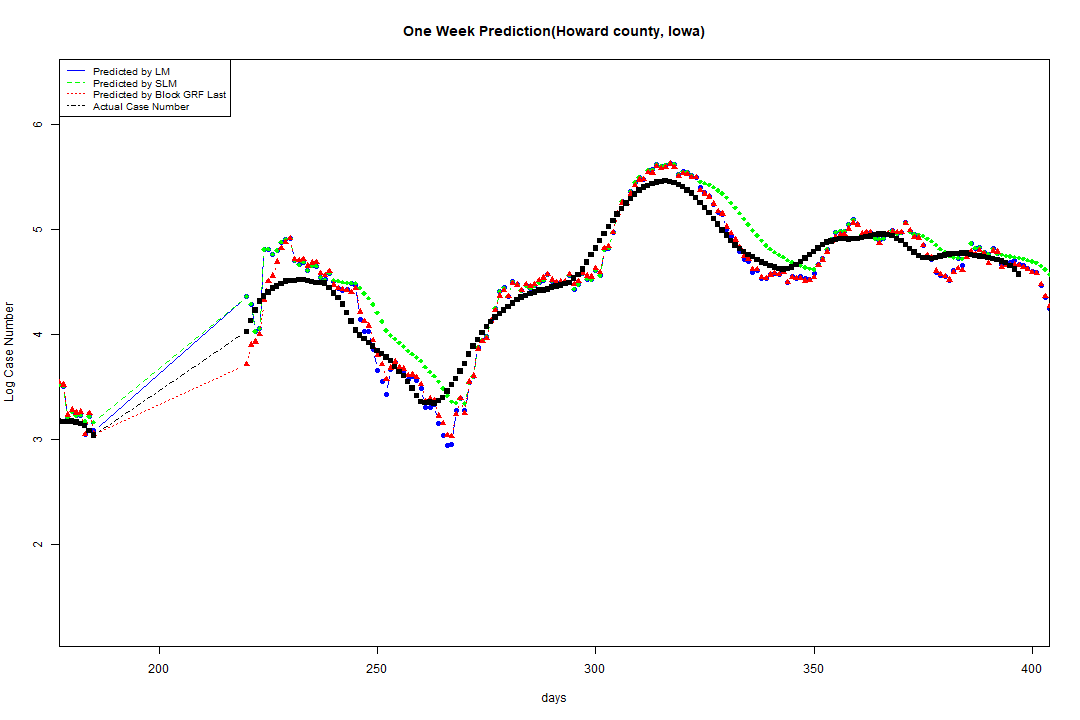 One Week Prediction(Howard county, Iowa)
Predicted by LM
Predicted by SLM
Predicted by Block GRF Last
Actual Case Number
6
5
4
3
2
Log Case Number
200 250 300 350 400
days